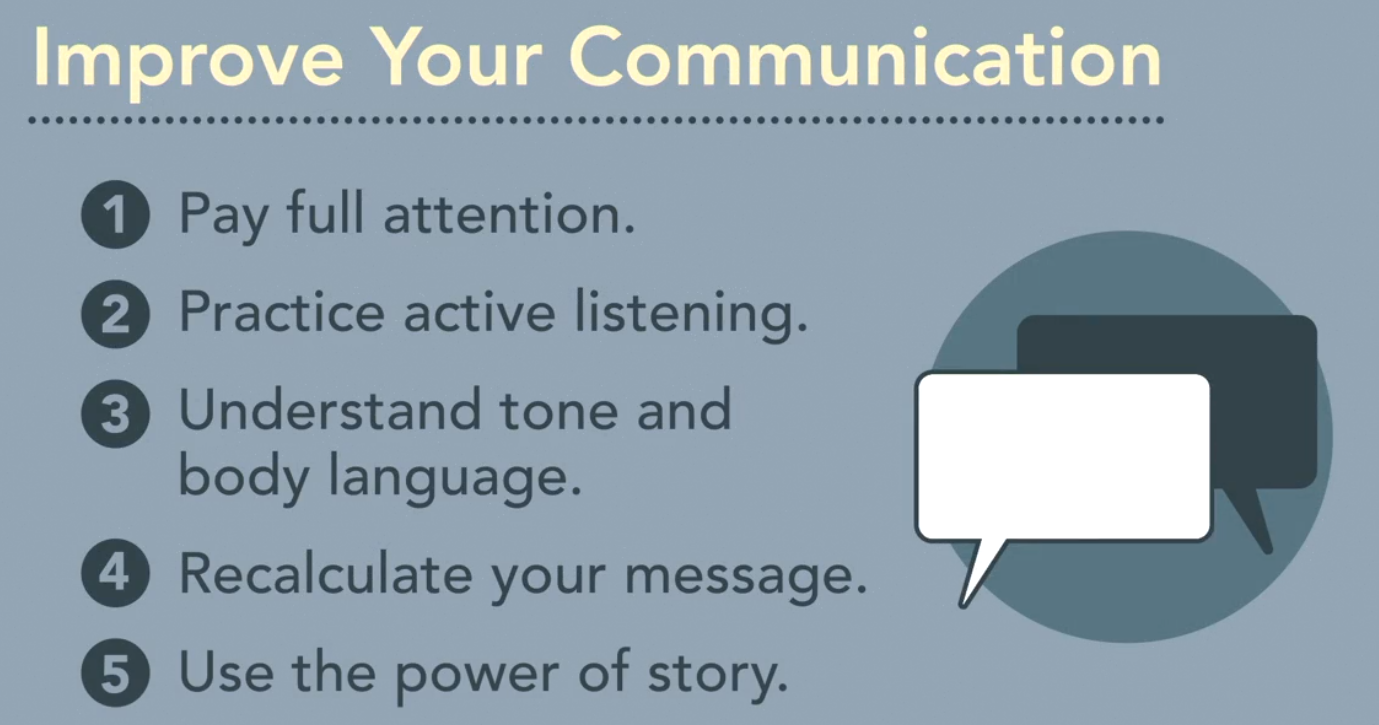 Improve Your Communication
1 Pay full attention.
2 Practice active listening.
3 Understand tone and
body language.
4 Recalculate your message.
5 Use the power of story.